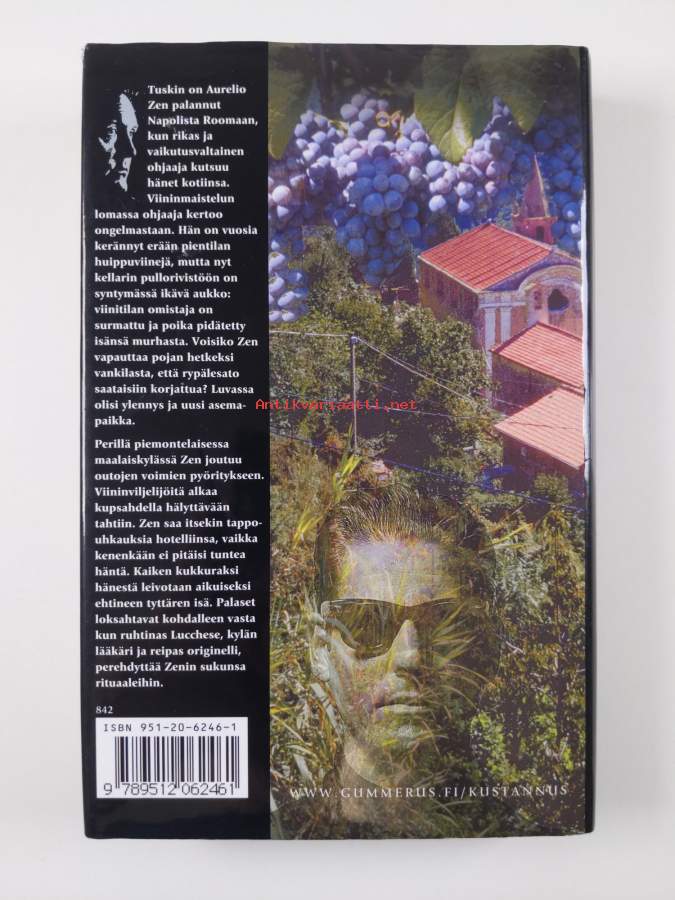 Tuskin on Aurelio
Zen palannut
Napolista Roomaan,
kun rikas ja
vaikutusvaltainen
ohjaaja kutsuu
hänet kotiinsa.
Viininmaistelun
lomassa ohjaaja kertoo
ongelmastaan. Hän on vuosia
kerännyt erään pientilan
huippuviinejä, mutta nyt
kellarin pullorivistöön on
syntymässä ikävä aukko:
viinitilan omistaja on
surmattu ja poika pidätetty
isänsä murhasta. Voisiko Zen
vapauttaa pojan hetkeksi
vankilasta, että rypälesato
saataisiin korjattua? Luvassa
olisi ylennys ja uusi asema-
paikka.
Perillä piemontelaisessa
maalaiskylässä Zen joutuu
outojen voimien pyöritykseen.
Viininviljelijöitä alkaa
kupsahdella hälyttävään
tahtiin. Zen saa itsekin tappo-
uhkauksia hotelliinsa, vaikka
kenenkään ei pitäisi tuntea
häntä. Kaiken kukkuraksi
hänestä leivotaan aikuiseksi
ehtineen tyttären isä. Palaset
loksahtavat kohdalleen vasta
kun ruhtinas Lucchese, kylän
lääkäri ja reipas originelli,
perehdyttää Zenin sukunsa
rituaaleihin.
842
ISBN 951-20-6246-1
9 789512 062461
WWW.GUMMERUS.FI/KUSTANNUS
Antikvariaatti.net